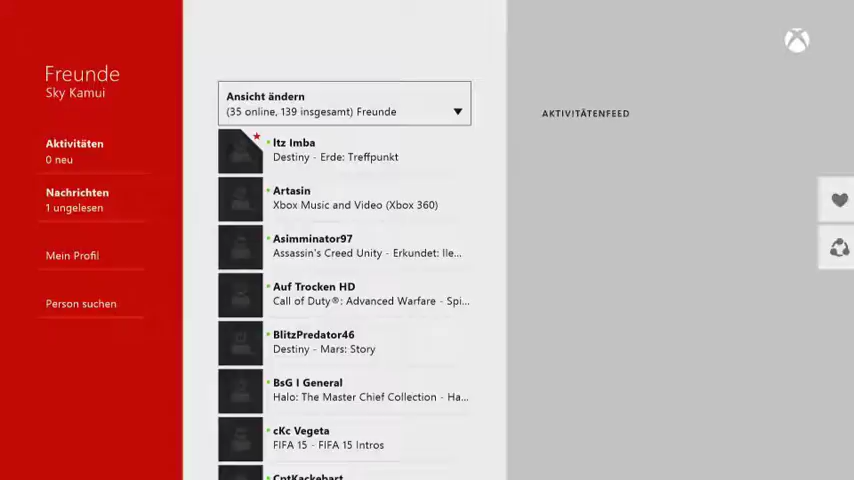 Freunde
Sky Kamui
Aktivitäten
0 neu
Nachrichten
1 ungelesen
Mein Profil
Person suchen
Ansicht ändern
(35 online, 139 insgesamt) Freunde
Itz Imba
Destiny - Erde: Treffpunkt
Artasin
Xbox Music and Video (Xbox 360)
Asimminator97
Assassin's Creed Unity - Erkundet: Ile...
Auf Trocken HD
Call of Duty®: Advanced Warfare - Spi...
BlitzPredator46
Destiny - Mars: Story
BsG I General
Halo: The Master Chief Collection - Ha...
cKc Vegeta
FIFA 15 - FIFA 15 Intros
CptKackebart
AKTIVITÄTENFEED